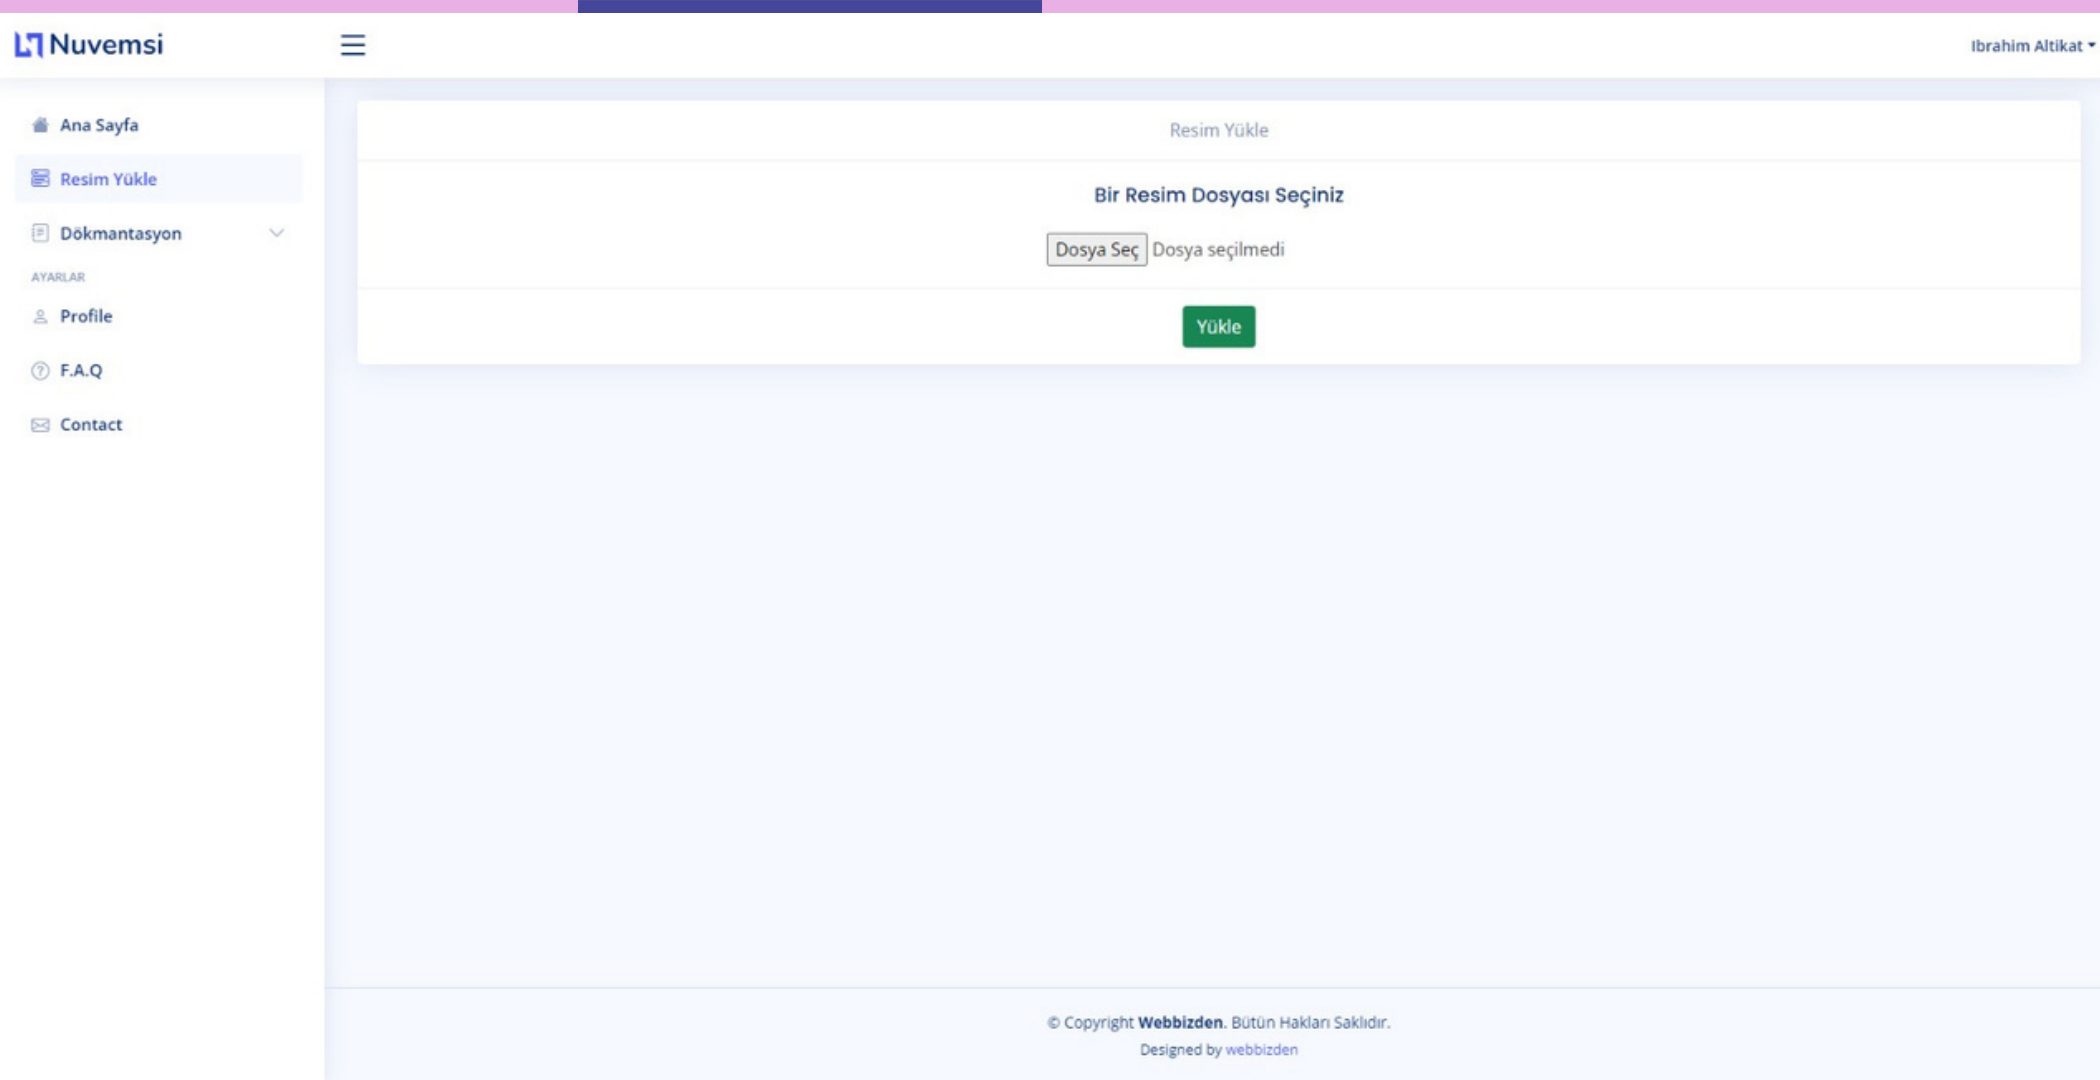 Nuvemsi
Ibrahim Altikat
Ana Sayfa
Resim Yükle
Dökmantasyon
AYARLAR
Profile
F.A.Q
Contact
Resim Yükle
Bir Resim Dosyası Seçiniz
Dosya Seç Dosya seçilmedi
Yükle
© Copyright Webbizden. Bütün Hakları Saklıdır.
Designed by webbizden